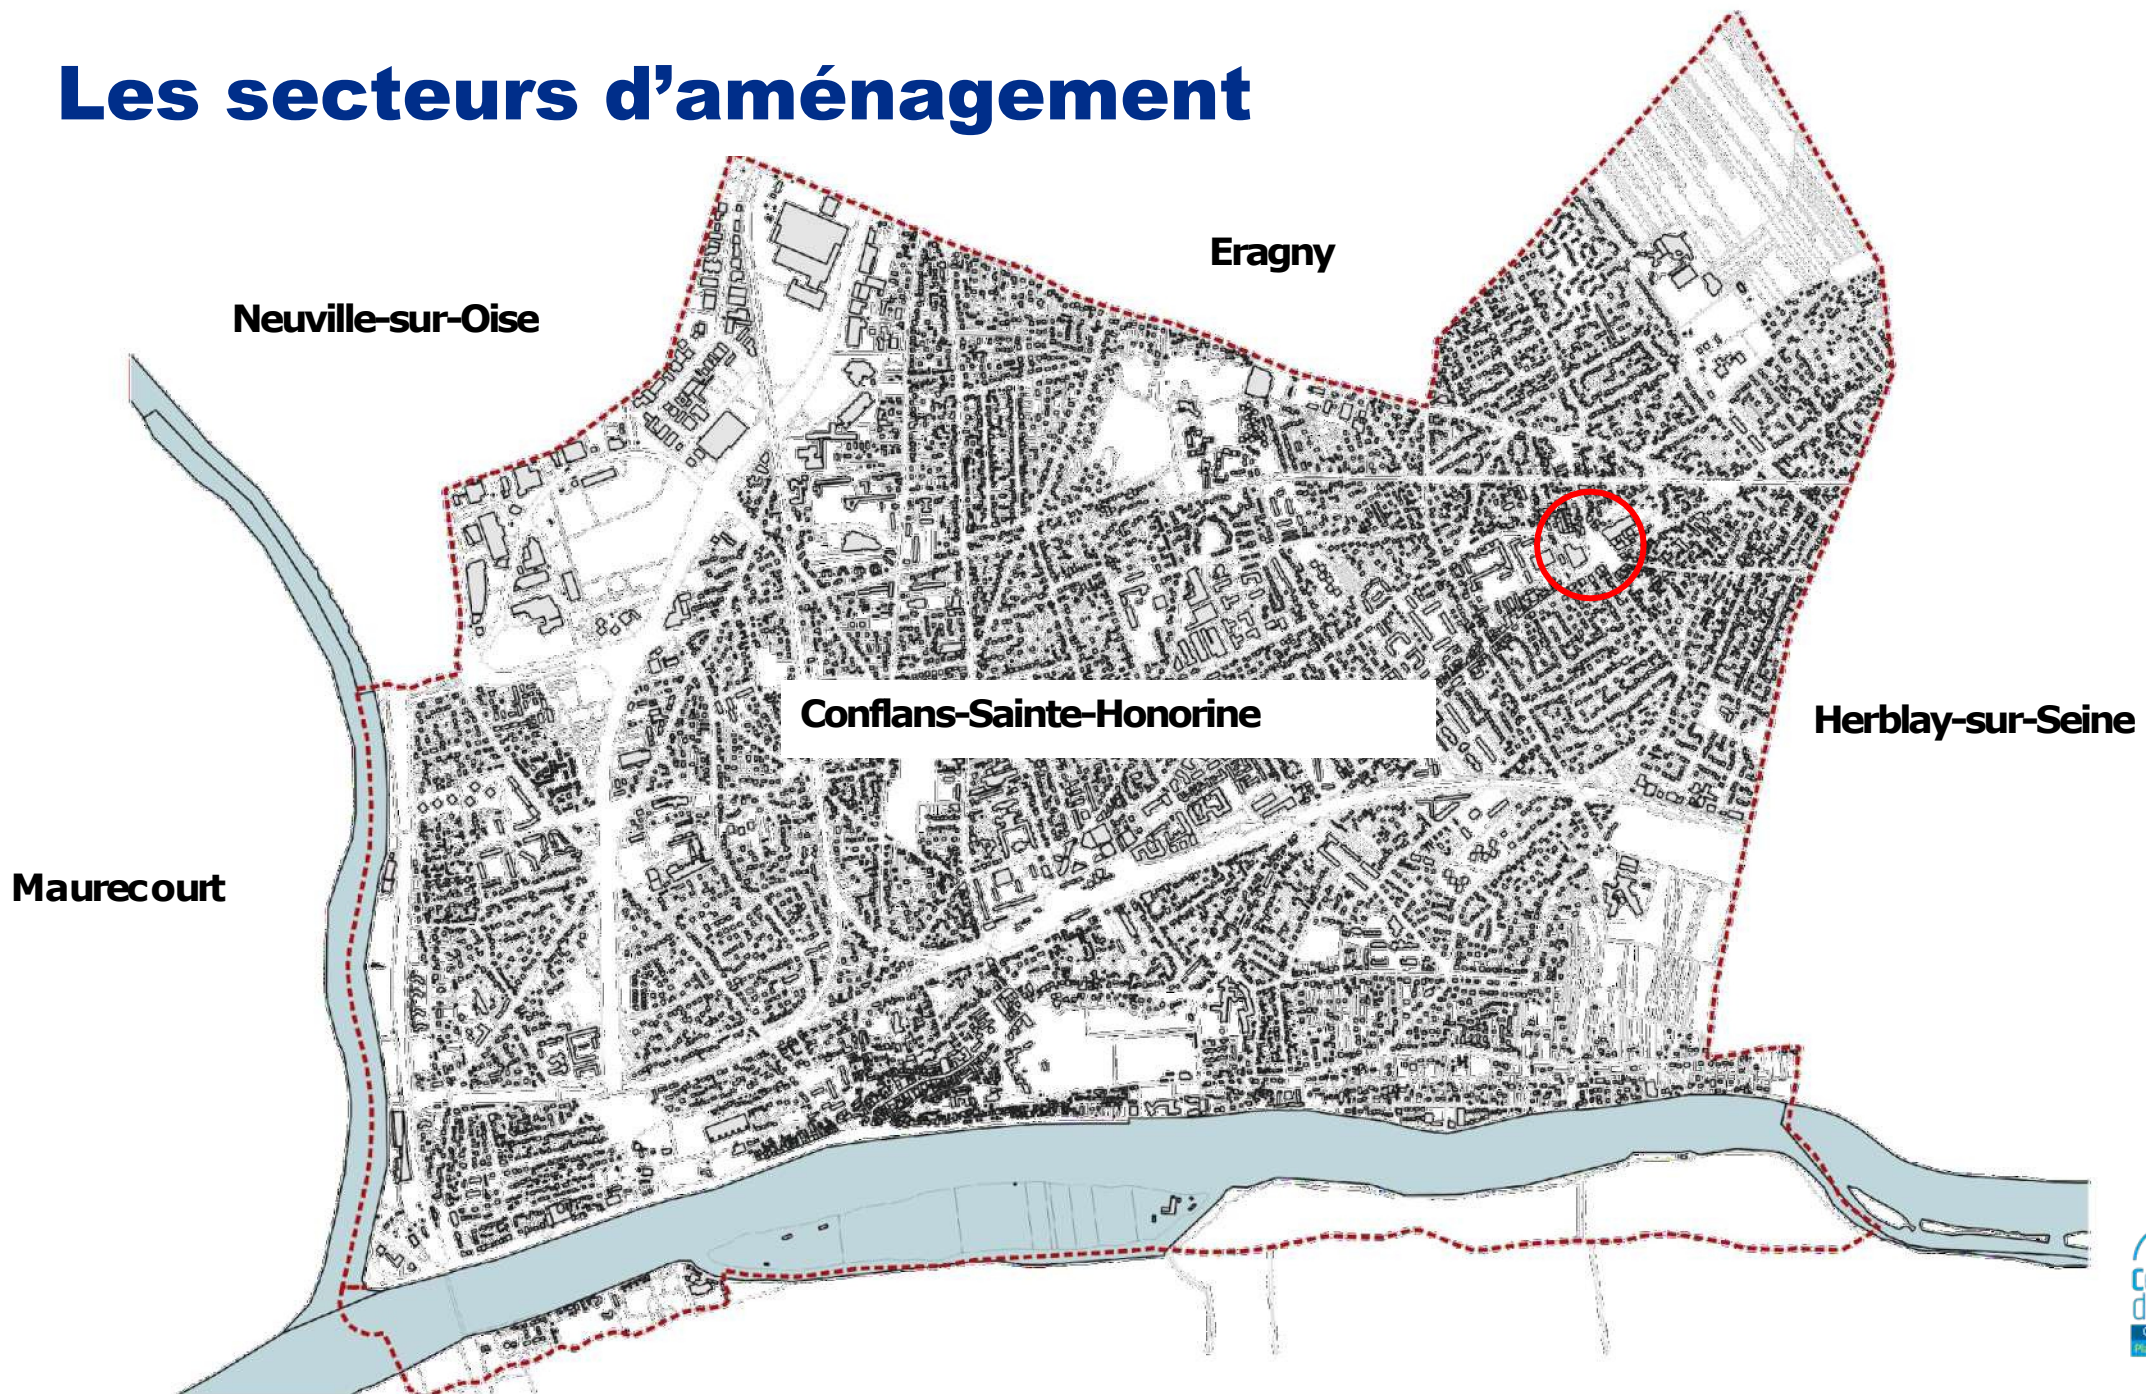 Les secteurs d’aménagement
Eragny
Neuville-sur-Oise
Conflans-Sainte-Honorine
Herblay-sur-Seine
Maurecourt